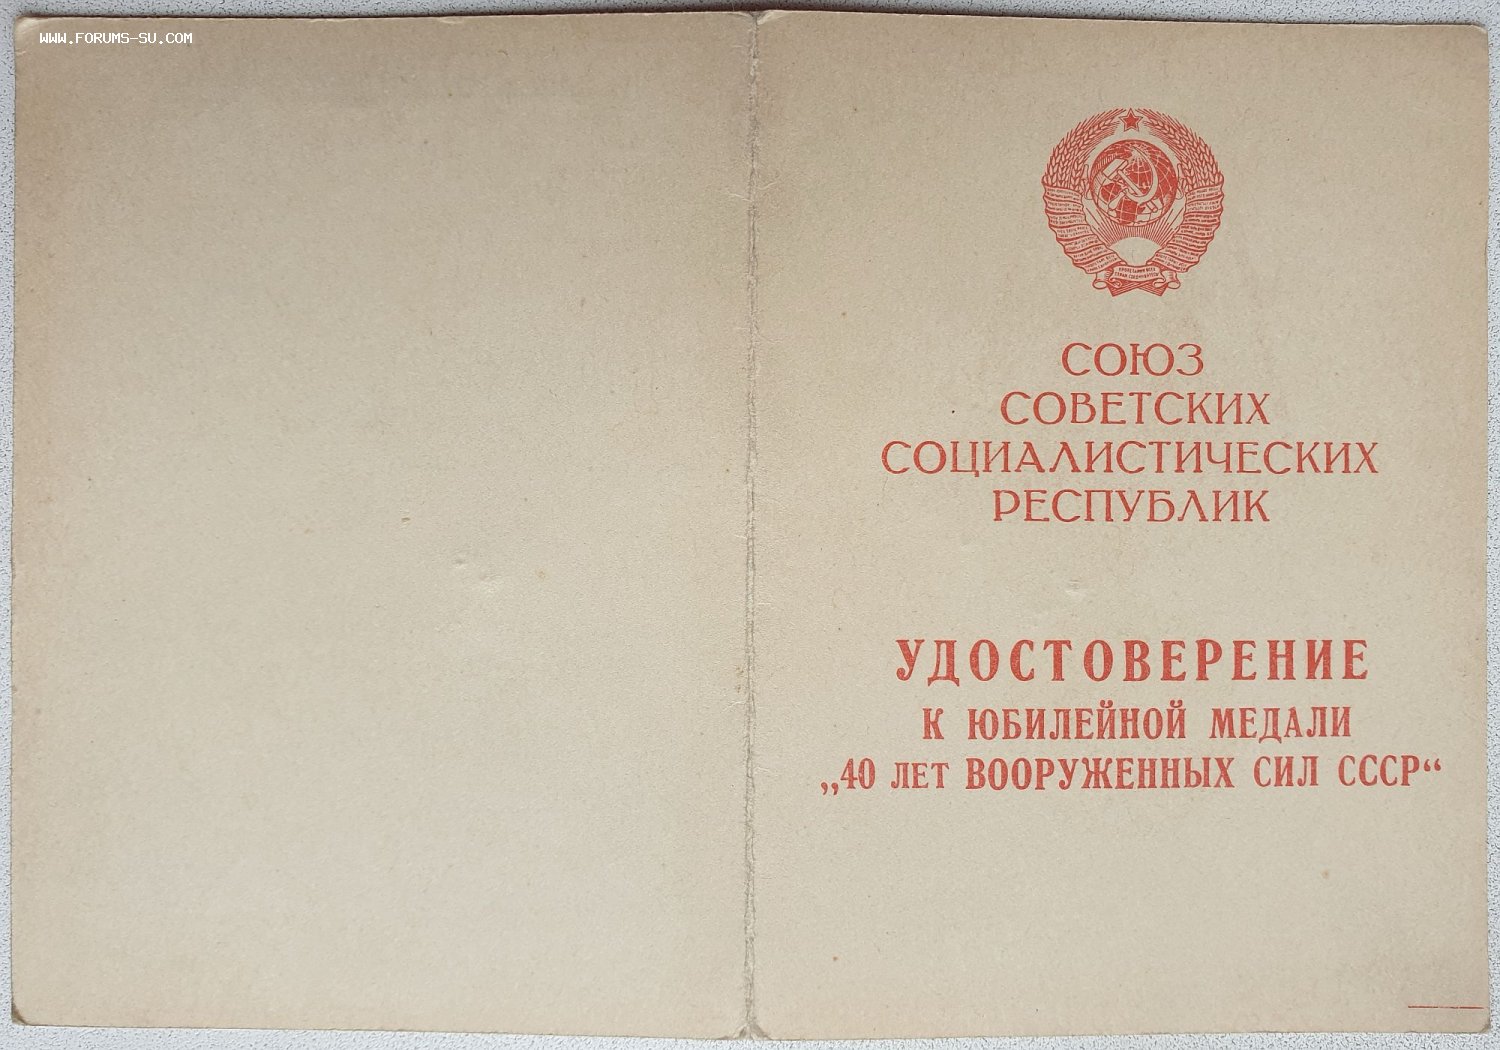 WWW.FORUMS-SU.COM
СОЮЗ
СОВЕТСКИХ
СОЦИАЛИСТИЧЕСКИХ
РЕСПУБЛИК
УДОСТОВЕРЕНИЕ
К ЮБИЛЕЙНОЙ МЕДАЛИ
„40 ЛЕТ ВООРУЖЕННЫХ СИЛ СССР“